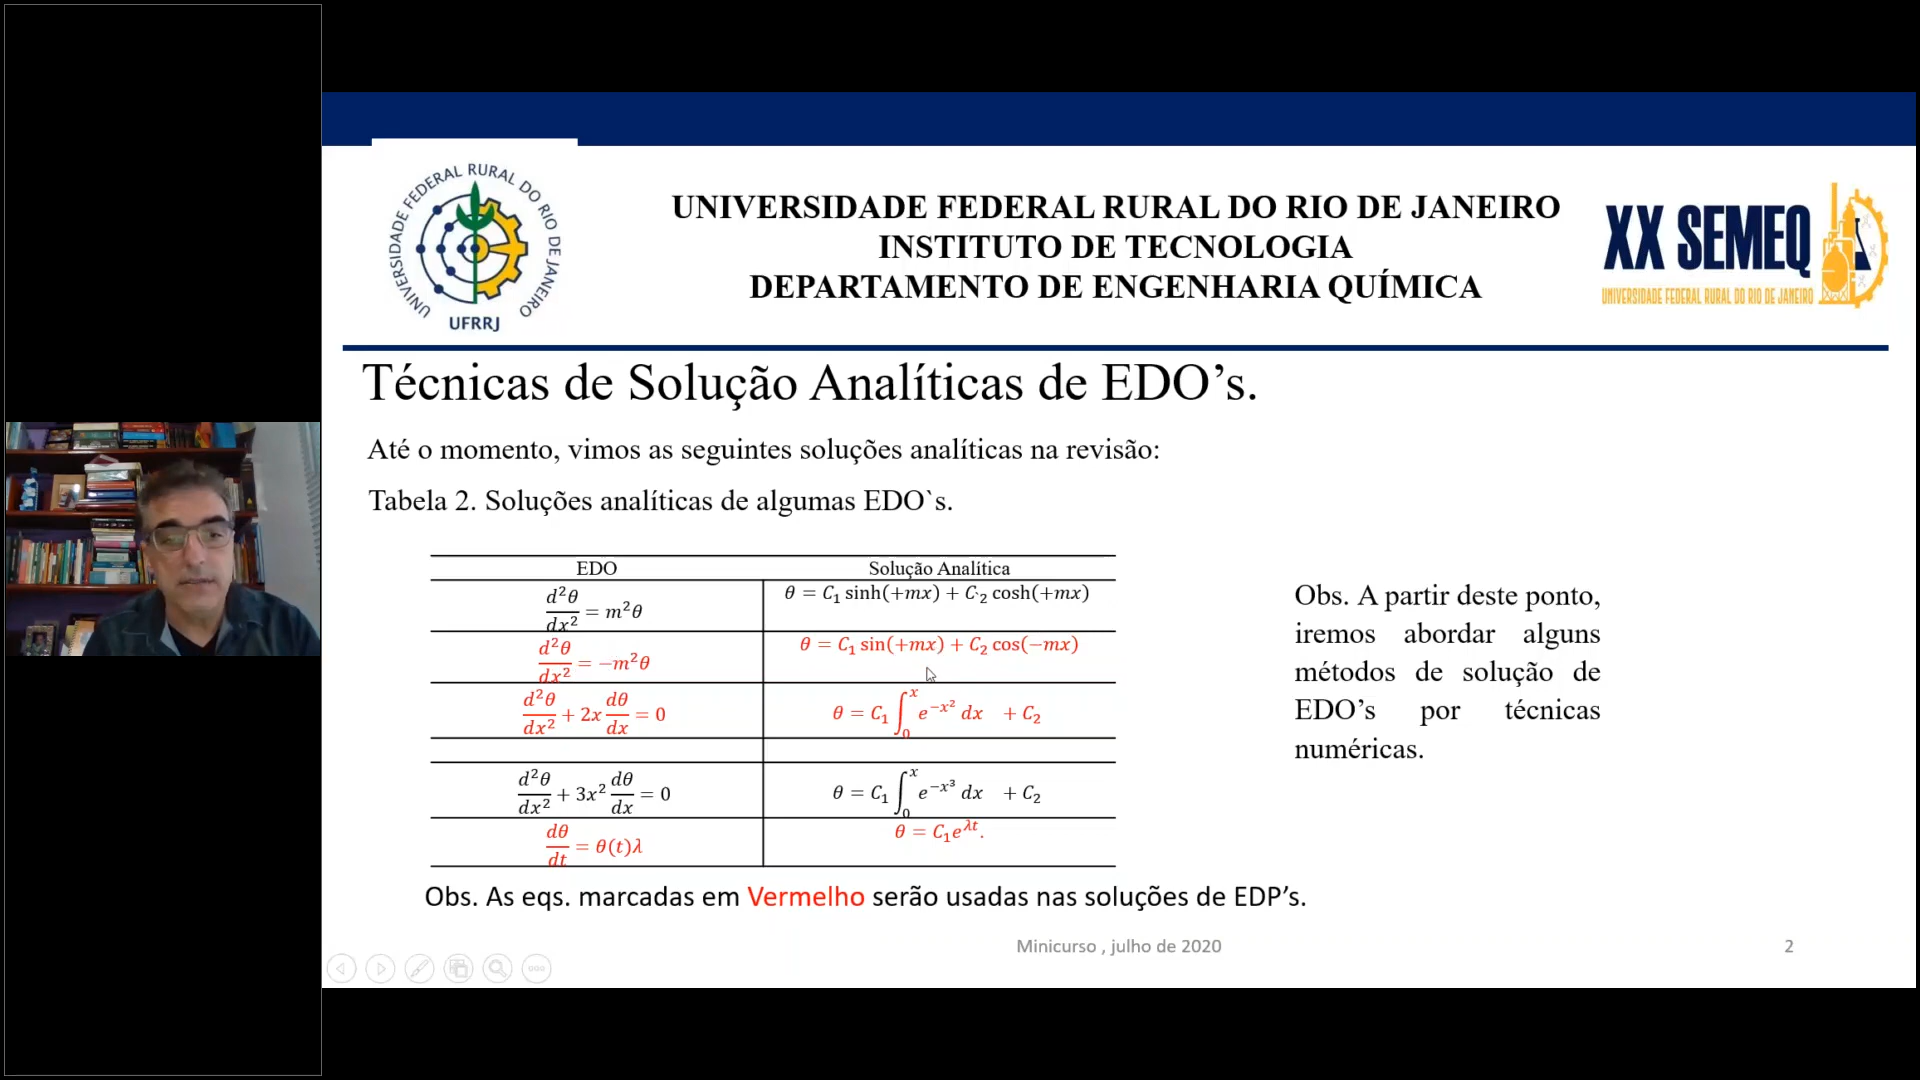 UNIVERSIDADE FEDERAL RURAL DO RIO DE JANEIRO
UFRRJ
UNIVERSIDADE FEDERAL RURAL DO RIO DE JANEIRO
INSTITUTO DE TECNOLOGIA
DEPARTAMENTO DE ENGENHARIA QUÍMICA
XX SEMEQ
UNIVERSIDADE FEDERAL RURAL DO RIO DE JANEIRO
Técnicas de Solução Analíticas de EDO’s.
Até o momento, vimos as seguintes soluções analíticas na revisão:
Tabela 2. Soluções analíticas de algumas EDO`s.
EDO Solução Analítica
d²θ/dx² = m²θ θ = C₁ sinh(+mx) + C₂ cosh(+mx)
d²θ/dx² = −m²θ θ = C₁ sin(+mx) + C₂ cos(−mx)
d²θ/dx² + 2x dθ/dx = 0 θ = C₁ ∫₀ˣ e^(−x²) dx + C₂
d²θ/dx² + 3x² dθ/dx = 0 θ = C₁ ∫₀ˣ e^(−x³) dx + C₂
dθ/dt = θ(t)λ θ = C₁e^(λt).
Obs. A partir deste ponto,
iremos abordar alguns
métodos de solução de
EDO’s por técnicas
numéricas.
Obs. As eqs. marcadas em Vermelho serão usadas nas soluções de EDP’s.
Minicurso , julho de 2020
2